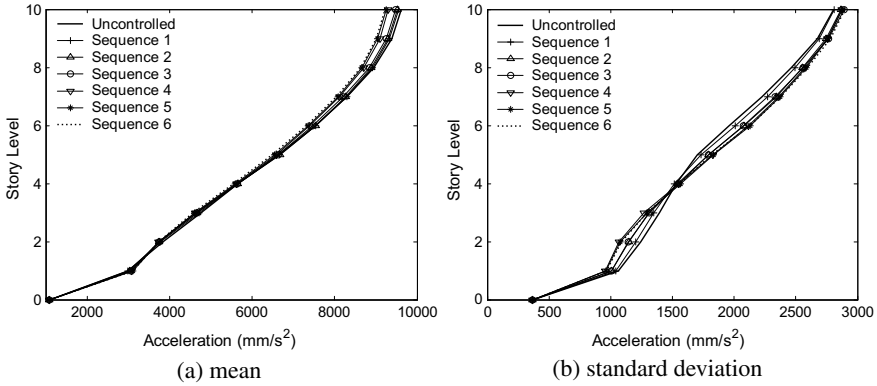 Uncontrolled
Sequence 1
Sequence 2
Sequence 3
Sequence 4
Sequence 5
Sequence 6
10
8
6
4
2
0
Story Level
2000
4000
6000
8000
10000
Acceleration (mm/s²)
(a) mean
Uncontrolled
Sequence 1
Sequence 2
Sequence 3
Sequence 4
Sequence 5
Sequence 6
10
8
6
4
2
0
Story Level
0
500
1000
1500
2000
2500
3000
Acceleration (mm/s²)
(b) standard deviation